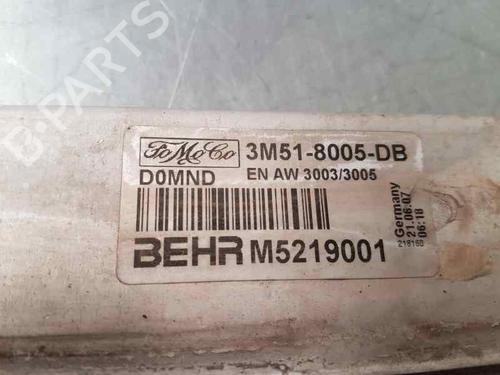 B-PARTS
FoMoCo
3M51-8005-DB
D0MND
EN AW 3003/3005
BEHR M5219001
Germany
21.06.07
06:18
218160